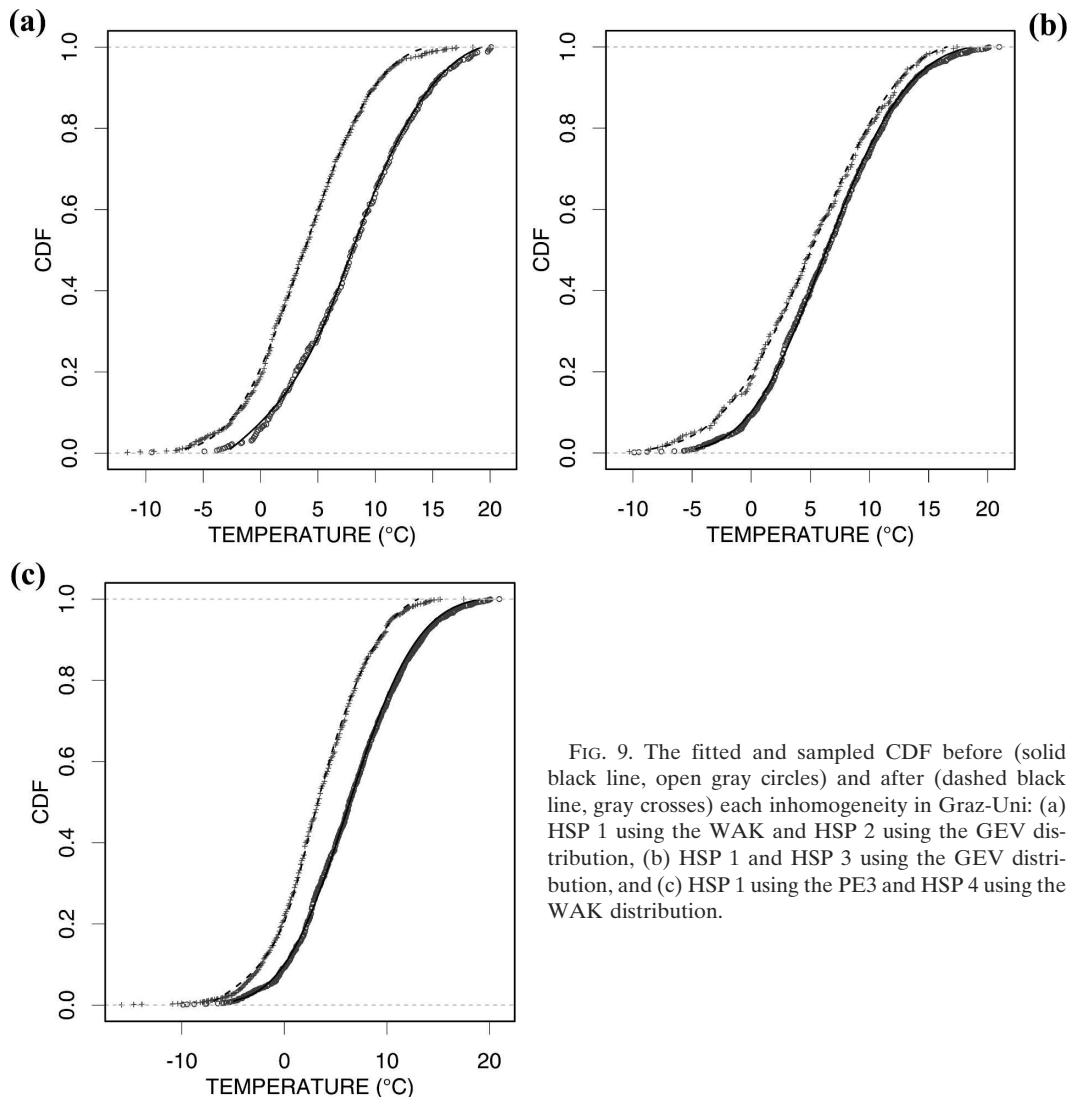 (a)
1.0
0.8
0.6
0.4
0.2
0.0
CDF
-10 -5 0 5 10 15 20
TEMPERATURE (°C)
(b)
1.0
0.8
0.6
0.4
0.2
0.0
CDF
-10 -5 0 5 10 15 20
TEMPERATURE (°C)
(c)
1.0
0.8
0.6
0.4
0.2
0.0
CDF
-10 0 10 20
TEMPERATURE (°C)
FIG. 9. The fitted and sampled CDF before (solid
black line, open gray circles) and after (dashed black
line, gray crosses) each inhomogeneity in Graz-Uni: (a)
HSP 1 using the WAK and HSP 2 using the GEV dis-
tribution, (b) HSP 1 and HSP 3 using the GEV distri-
bution, and (c) HSP 1 using the PE3 and HSP 4 using the
WAK distribution.